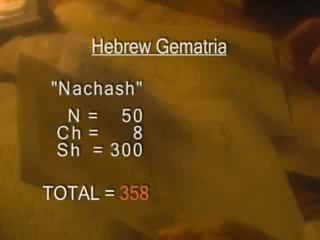 Hebrew Gematria
"Nachash"
N = 50
Ch = 8
Sh = 300
TOTAL = 358